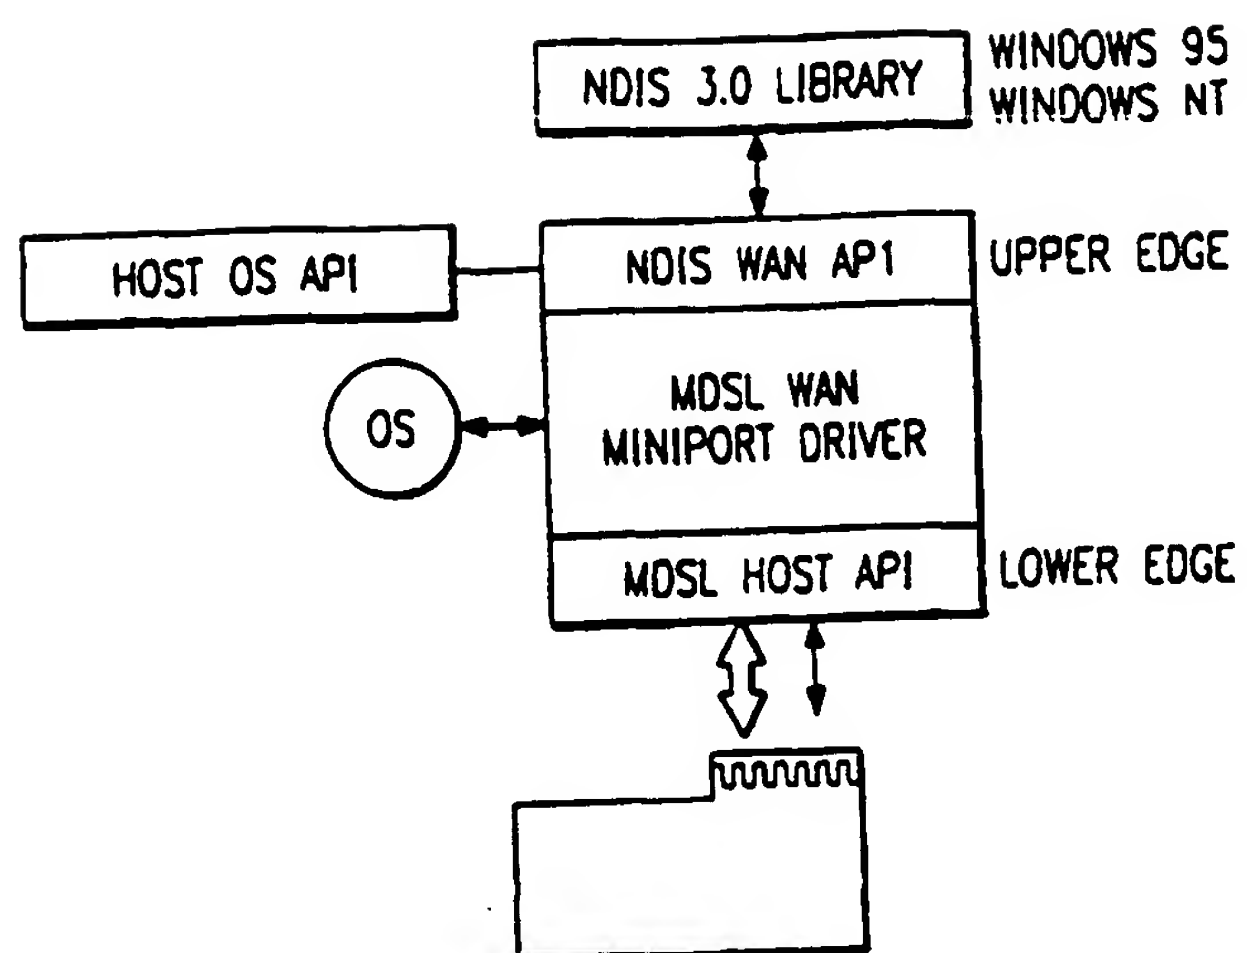 NDIS 3.0 LIBRARY
WINDOWS 95
WINDOWS NT
HOST OS API
NDIS WAN AP1
UPPER EDGE
OS
MDSL WAN
MINIPORT DRIVER
MDSL HOST API
LOWER EDGE